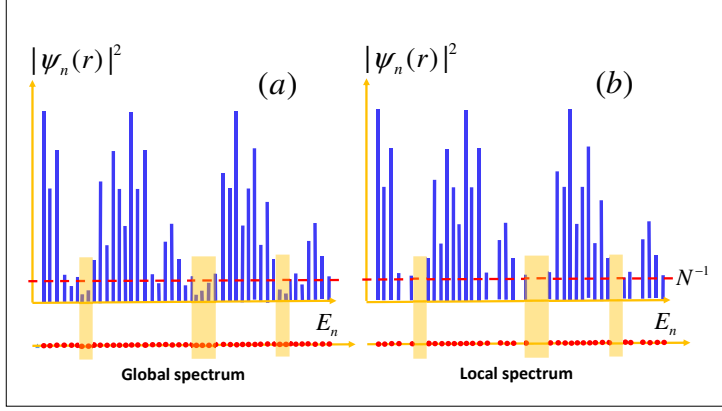 |ψₙ(r)|²
(a)
Eₙ
Global spectrum
|ψₙ(r)|²
(b)
N⁻¹
Eₙ
Local spectrum